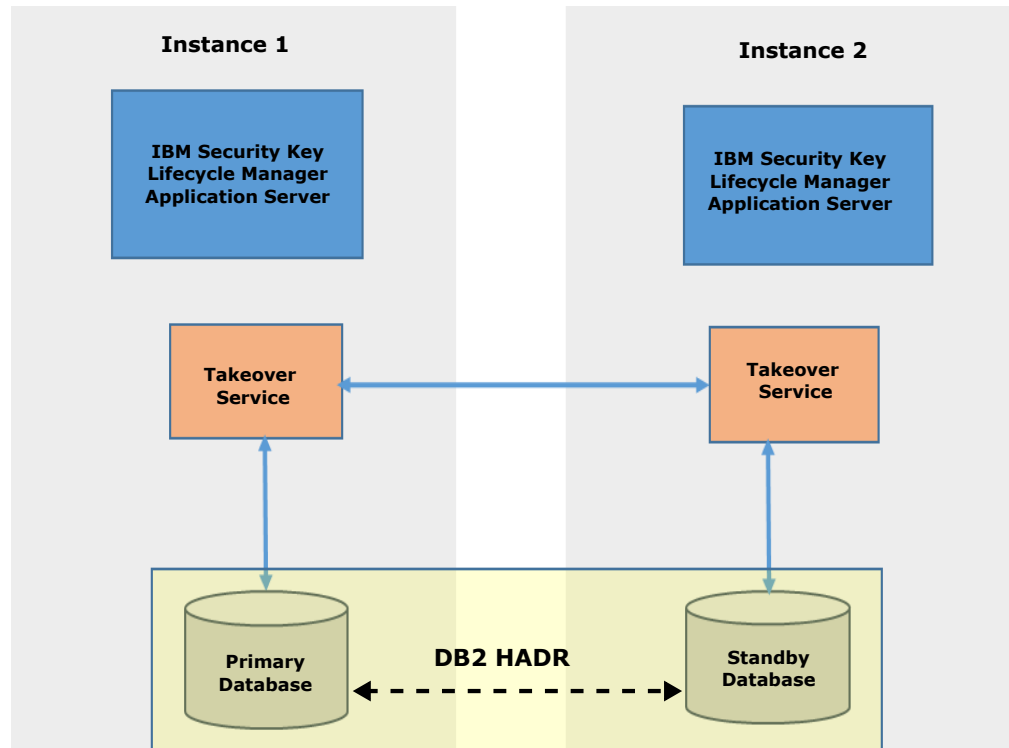 Instance 1
IBM Security Key
Lifecycle Manager
Application Server
Takeover
Service
Primary
Database
Instance 2
IBM Security Key
Lifecycle Manager
Application Server
Takeover
Service
Standby
Database
DB2 HADR